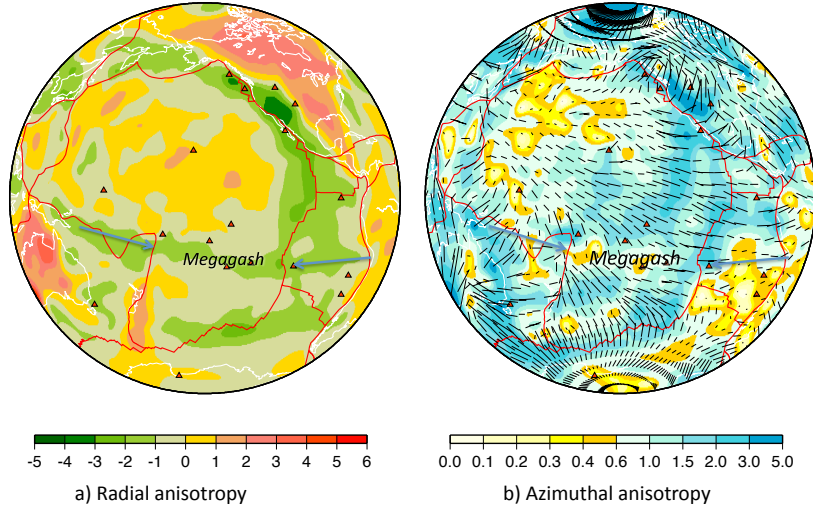 Megagash
Megagash
-5 -4 -3 -2 -1 0 1 2 3 4 5 6
0.0 0.1 0.2 0.3 0.4 0.6 1.0 1.5 2.0 3.0 5.0
a) Radial anisotropy
b) Azimuthal anisotropy